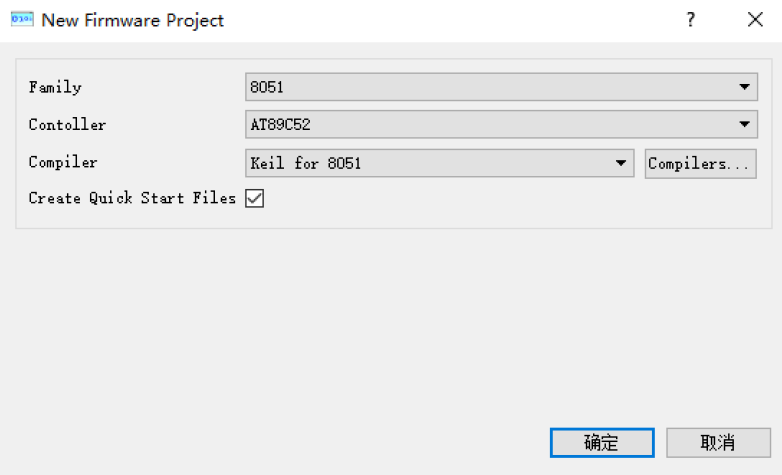 New Firmware Project
?
Family 8051
Contoller AT89C52
Compiler Keil for 8051 Compilers...
Create Quick Start Files
确定 取消